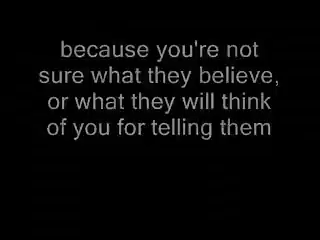 because you're not
sure what they believe,
or what they will think
of you for telling them